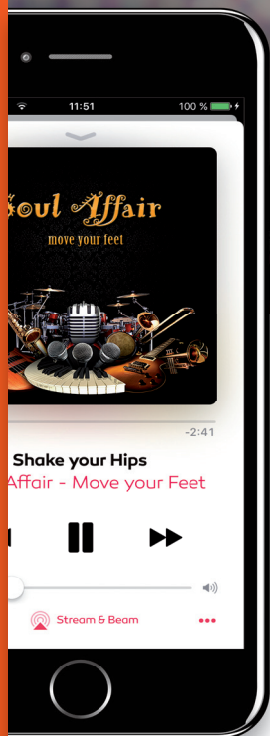 11:51 100 %
Soul Affair
move your feet
-2:41
Shake your Hips
Affair - Move your Feet
Stream & Beam